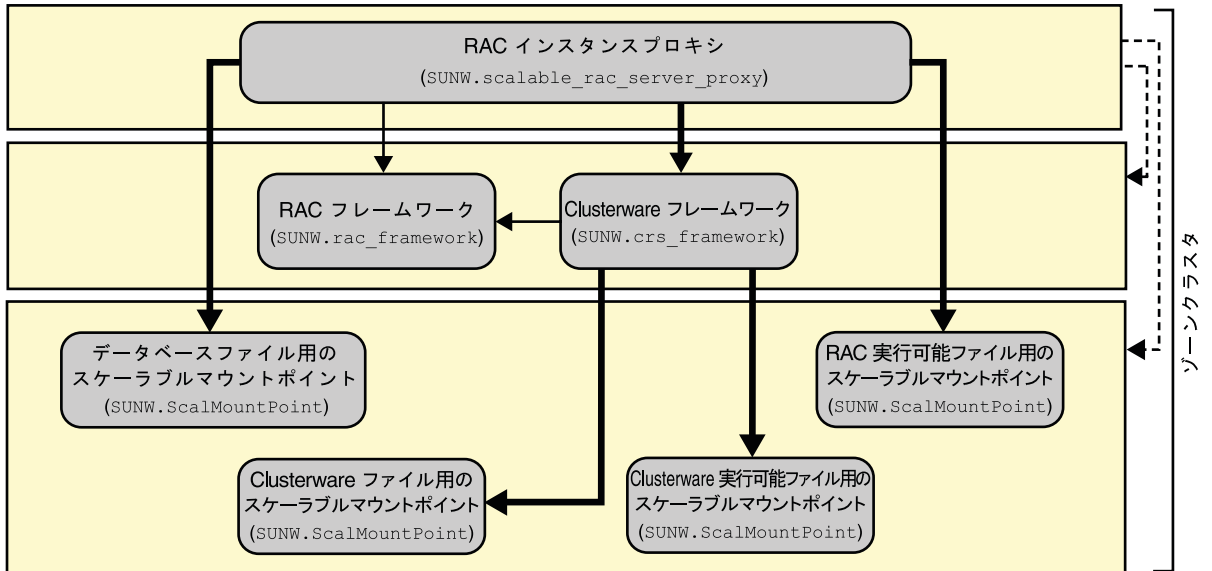 RAC インスタンスプロキシ
(SUNW.scalable_rac_server_proxy)
RAC フレームワーク
(SUNW.rac_framework)
Clusterware フレームワーク
(SUNW.crs_framework)
データベースファイル用の
スケーラブルマウントポイント
(SUNW.ScalMountPoint)
RAC 実行可能ファイル用の
スケーラブルマウントポイント
(SUNW.ScalMountPoint)
Clusterware ファイル用の
スケーラブルマウントポイント
(SUNW.ScalMountPoint)
Clusterware 実行可能ファイル用の
スケーラブルマウントポイント
(SUNW.ScalMountPoint)
ゾーンクラスタ